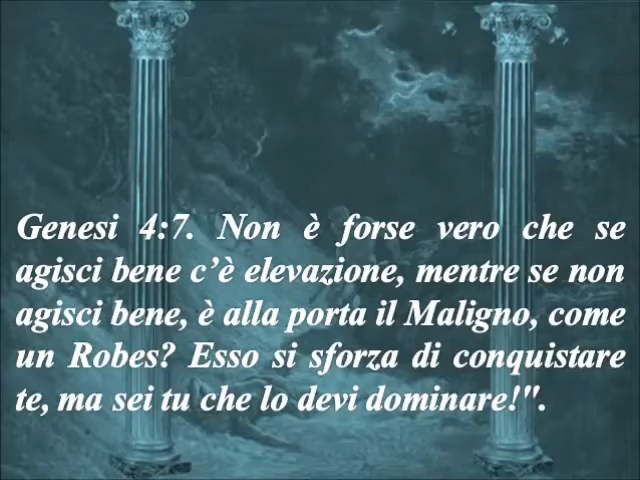 Genesi 4:7. Non è forse vero che se
agisci bene c’è elevazione, mentre se non
agisci bene, è alla porta il Maligno, come
un Robes? Esso si sforza di conquistare
te, ma sei tu che lo devi dominare!".